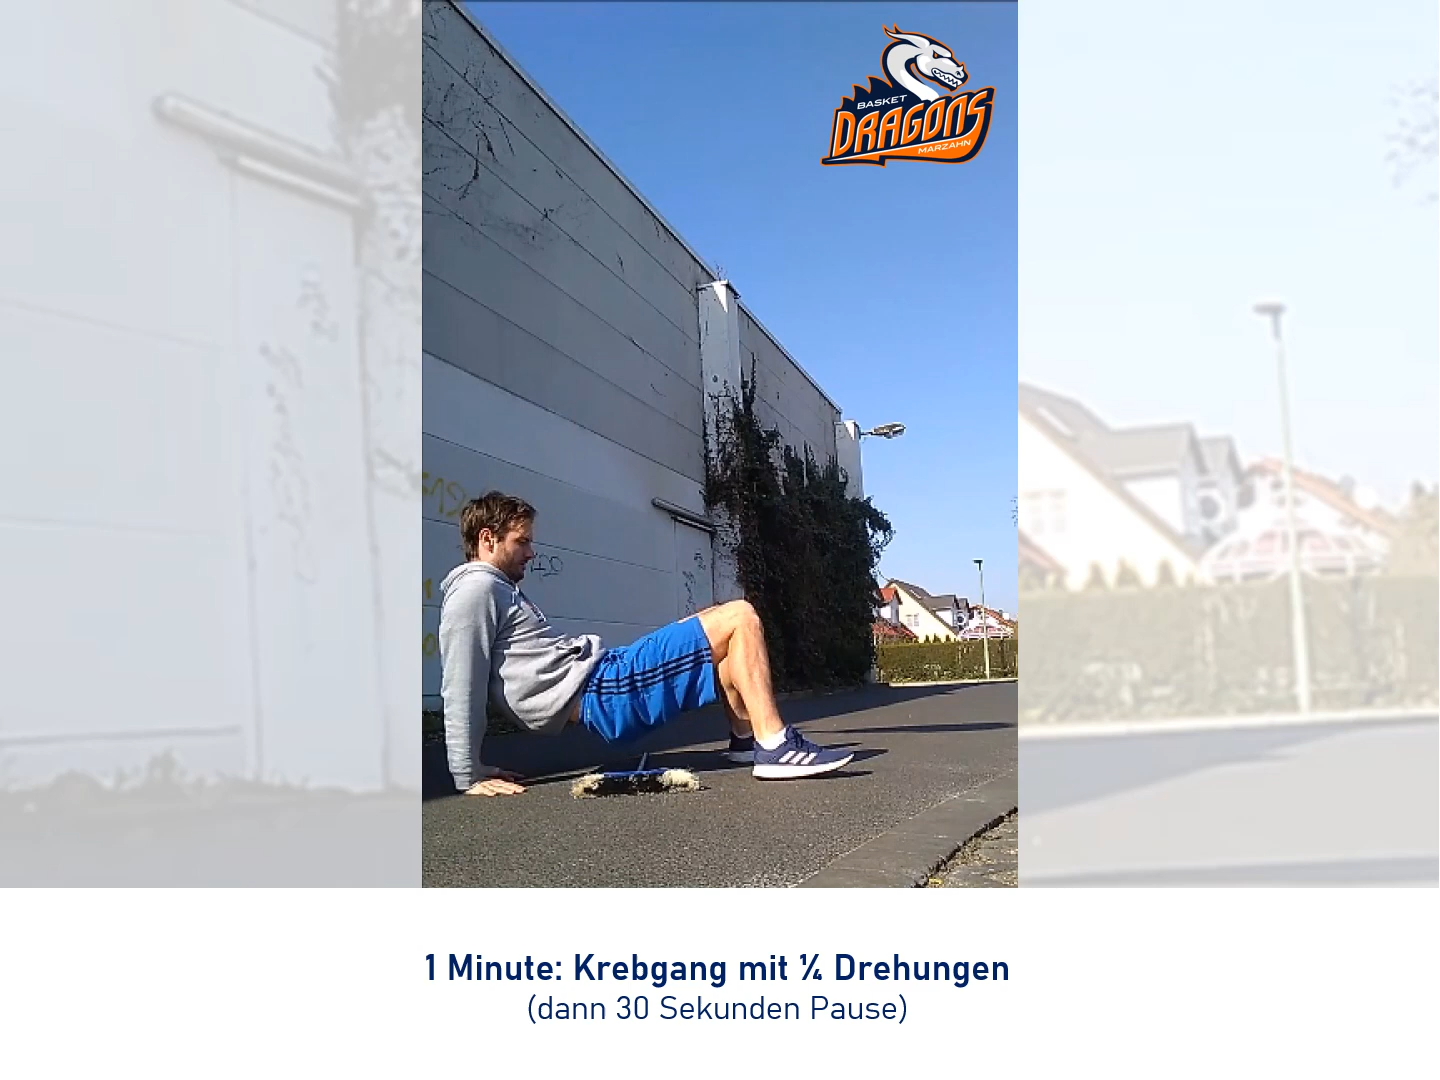 BASKET
DRAGONS
MARZAHN
1 Minute: Krebgang mit ¼ Drehungen
(dann 30 Sekunden Pause)